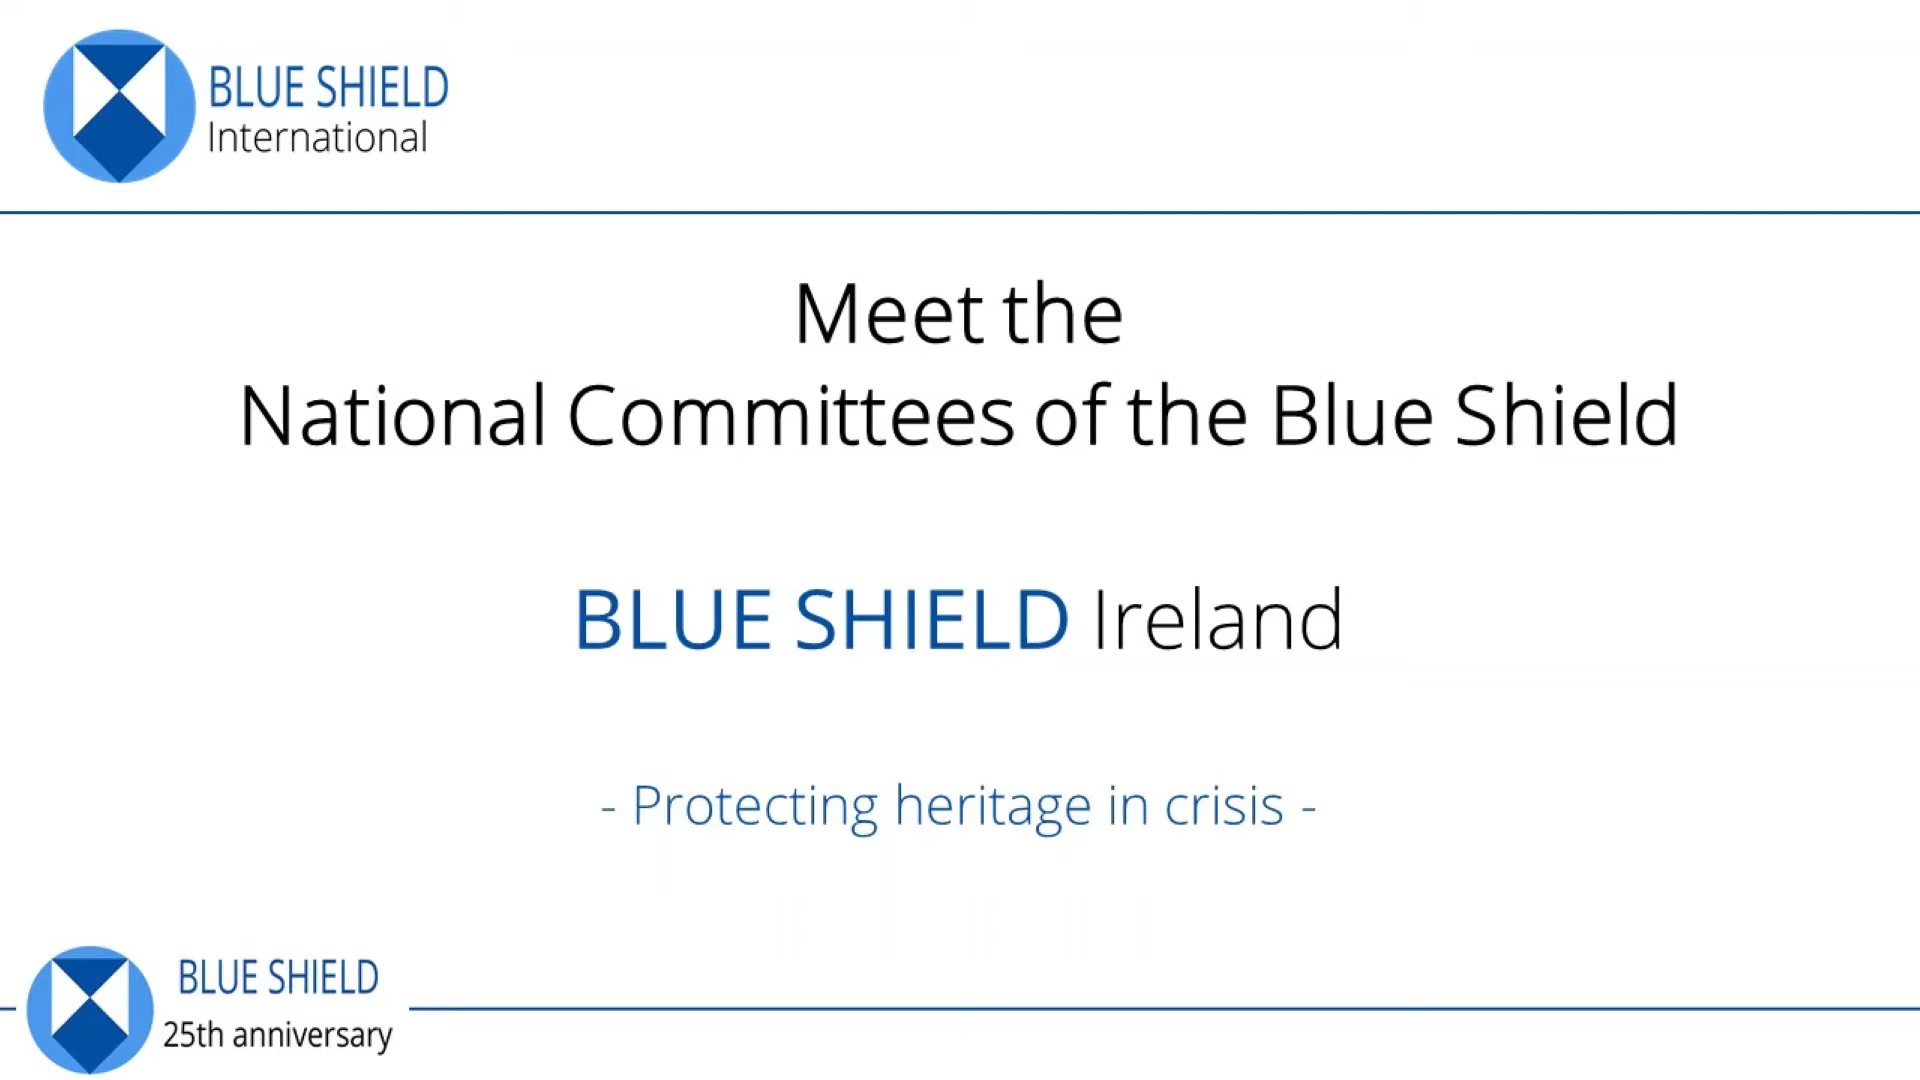 BLUE SHIELD
International
Meet the
National Committees of the Blue Shield
BLUE SHIELD Ireland
- Protecting heritage in crisis -
BLUE SHIELD
25th anniversary